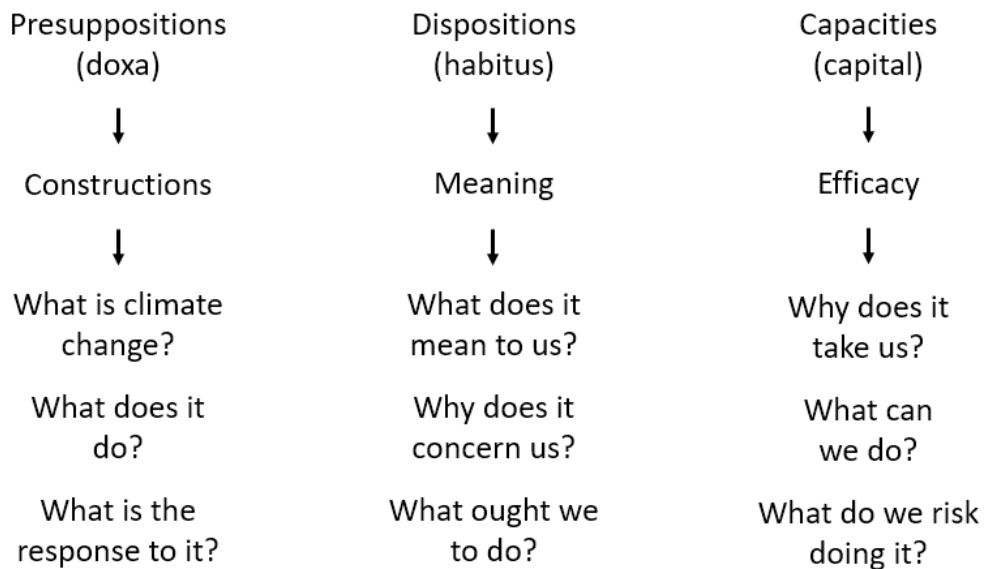 Presuppositions
(doxa)
Dispositions
(habitus)
Capacities
(capital)
Constructions
Meaning
Efficacy
What is climate
change?
What does it
mean to us?
Why does it
take us?
What does it
do?
Why does it
concern us?
What can
we do?
What is the
response to it?
What ought we
to do?
What do we risk
doing it?